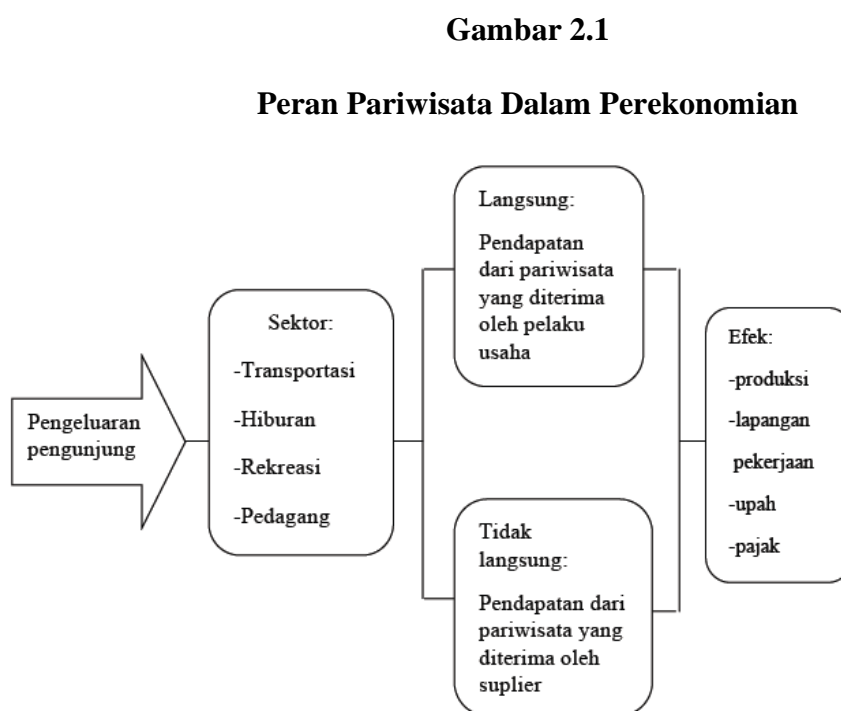 Gambar 2.1
Peran Pariwisata Dalam Perekonomian
Pengeluaran
pengunjung
Sektor:
-Transportasi
-Hiburan
-Rekreasi
-Pedagang
Langsung:
Pendapatan
dari pariwisata
yang diterima
oleh pelaku
usaha
Tidak
langsung:
Pendapatan dari
pariwisata yang
diterima oleh
suplier
Efek:
-produksi
-lapangan
pekerjaan
-upah
-pajak